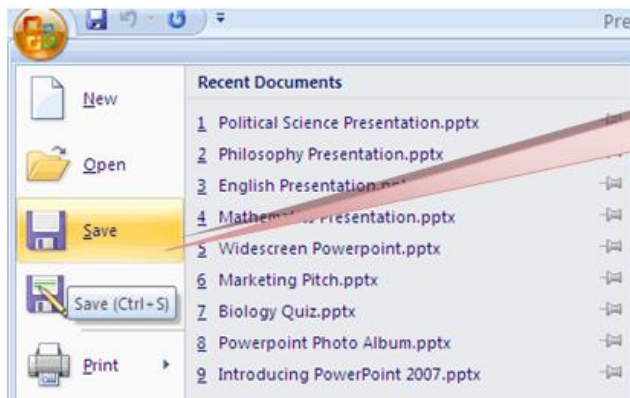 Pre
New
Open
Save
Save (Ctrl+S)
Print
Recent Documents
1 Political Science Presentation.pptx
2 Philosophy Presentation.pptx
3 English Presentation.pptx
4 Mathematics Presentation.pptx
5 Widescreen Powerpoint.pptx
6 Marketing Pitch.pptx
7 Biology Quiz.pptx
8 Powerpoint Photo Album.pptx
9 Introducing PowerPoint 2007.pptx